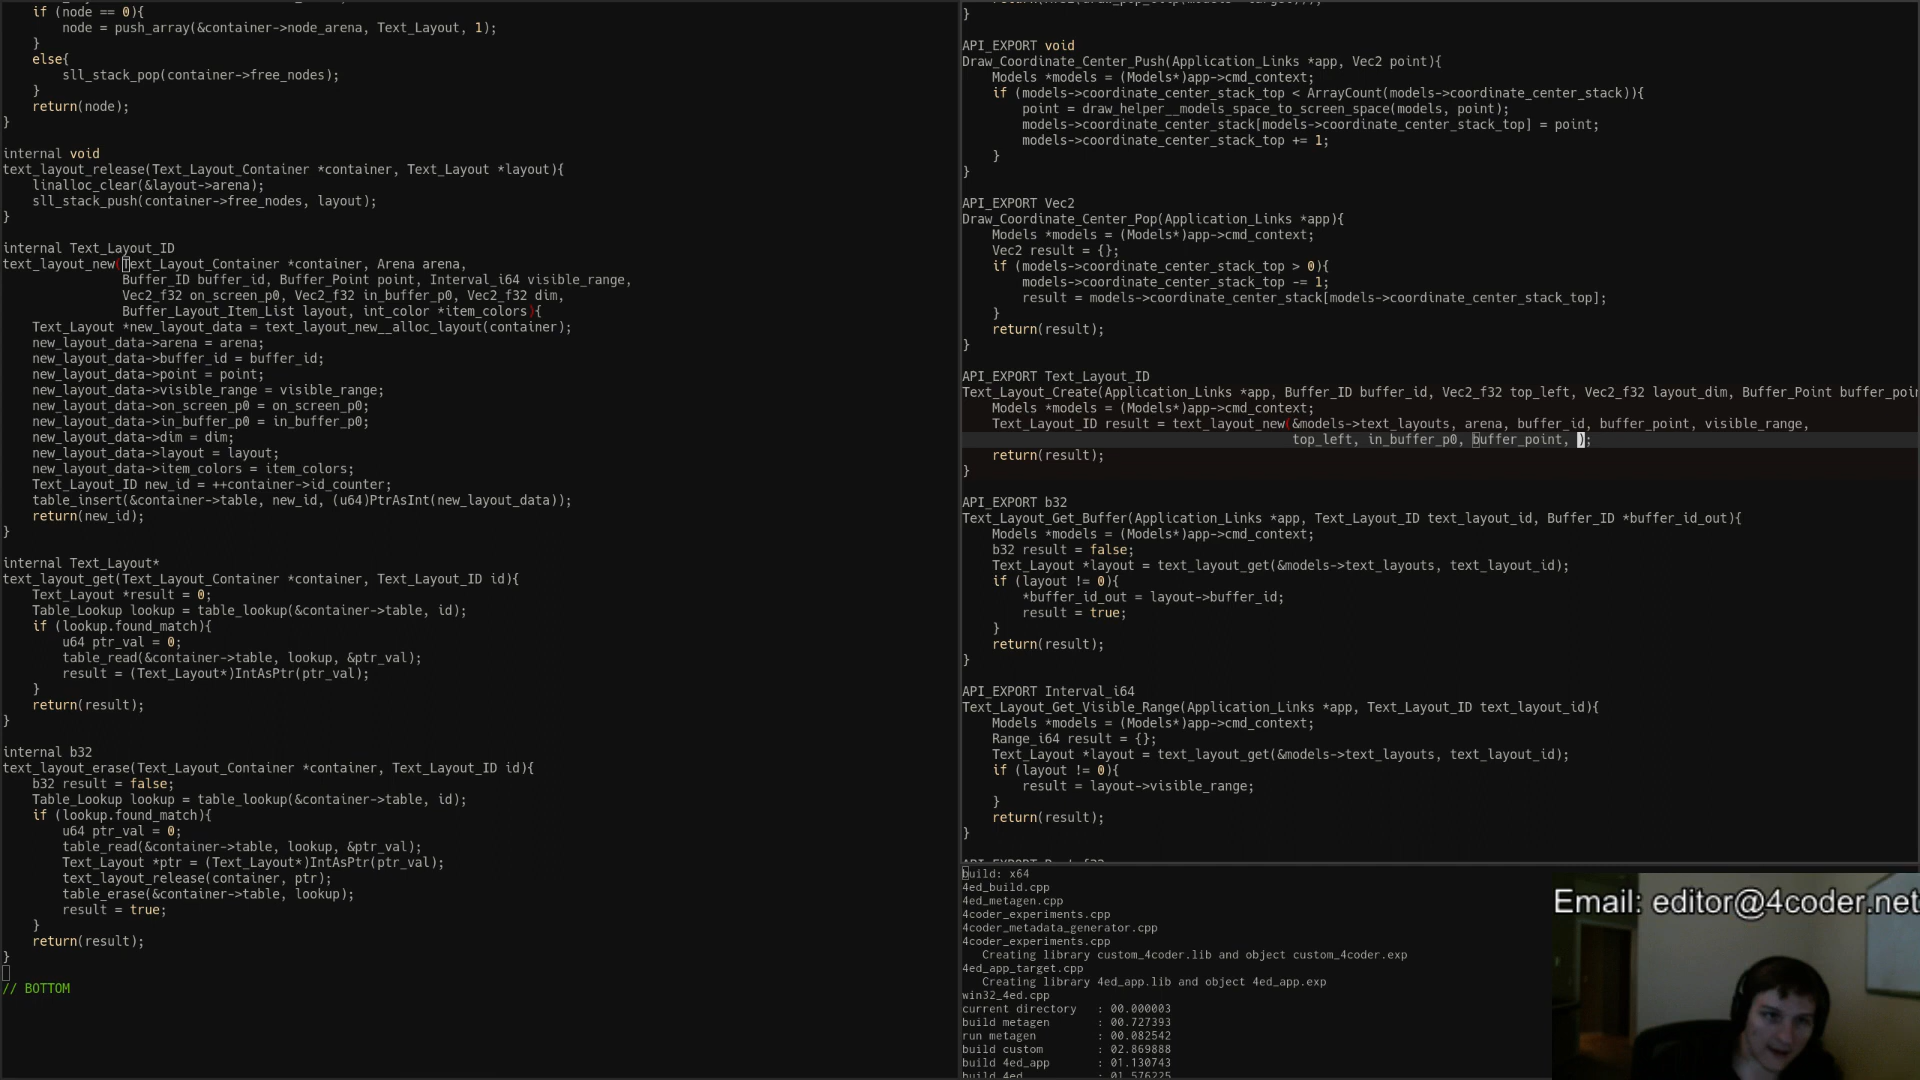 if (node == 0){
node = push_array(&container->node_arena, Text_Layout, 1);
}
else{
sll_stack_pop(container->free_nodes);
}
return(node);
}
internal void
text_layout_release(Text_Layout_Container *container, Text_Layout *layout){
linalloc_clear(&layout->arena);
sll_stack_push(container->free_nodes, layout);
}
internal Text_Layout_ID
text_layout_new(Text_Layout_Container *container, Arena arena,
Buffer_ID buffer_id, Buffer_Point point, Interval_i64 visible_range,
Vec2_f32 on_screen_p0, Vec2_f32 in_buffer_p0, Vec2_f32 dim,
Buffer_Layout_Item_List layout, int_color *item_colors){
Text_Layout *new_layout_data = text_layout_new__alloc_layout(container);
new_layout_data->arena = arena;
new_layout_data->buffer_id = buffer_id;
new_layout_data->point = point;
new_layout_data->visible_range = visible_range;
new_layout_data->on_screen_p0 = on_screen_p0;
new_layout_data->in_buffer_p0 = in_buffer_p0;
new_layout_data->dim = dim;
new_layout_data->layout = layout;
new_layout_data->item_colors = item_colors;
Text_Layout_ID new_id = ++container->id_counter;
table_insert(&container->table, new_id, (u64)PtrAsInt(new_layout_data));
return(new_id);
}
internal Text_Layout*
text_layout_get(Text_Layout_Container *container, Text_Layout_ID id){
Text_Layout *result = 0;
Table_Lookup lookup = table_lookup(&container->table, id);
if (lookup.found_match){
u64 ptr_val = 0;
table_read(&container->table, lookup, &ptr_val);
result = (Text_Layout*)IntAsPtr(ptr_val);
}
return(result);
}
internal b32
text_layout_erase(Text_Layout_Container *container, Text_Layout_ID id){
b32 result = false;
Table_Lookup lookup = table_lookup(&container->table, id);
if (lookup.found_match){
u64 ptr_val = 0;
table_read(&container->table, lookup, &ptr_val);
Text_Layout *ptr = (Text_Layout*)IntAsPtr(ptr_val);
text_layout_release(container, ptr);
table_erase(&container->table, lookup);
result = true;
}
return(result);
}
// BOTTOM
}
API_EXPORT void
Draw_Coordinate_Center_Push(Application_Links *app, Vec2 point){
Models *models = (Models*)app->cmd_context;
if (models->coordinate_center_stack_top < ArrayCount(models->coordinate_center_stack)){
point = draw_helper__models_space_to_screen_space(models, point);
models->coordinate_center_stack[models->coordinate_center_stack_top] = point;
models->coordinate_center_stack_top += 1;
}
}
API_EXPORT Vec2
Draw_Coordinate_Center_Pop(Application_Links *app){
Models *models = (Models*)app->cmd_context;
Vec2 result = {};
if (models->coordinate_center_stack_top > 0){
models->coordinate_center_stack_top -= 1;
result = models->coordinate_center_stack[models->coordinate_center_stack_top];
}
return(result);
}
API_EXPORT Text_Layout_ID
Text_Layout_Create(Application_Links *app, Buffer_ID buffer_id, Vec2_f32 top_left, Vec2_f32 layout_dim, Buffer_Point buffer_poin
Models *models = (Models*)app->cmd_context;
Text_Layout_ID result = text_layout_new(&models->text_layouts, arena, buffer_id, buffer_point, visible_range,
top_left, in_buffer_p0, buffer_point, );
return(result);
}
API_EXPORT b32
Text_Layout_Get_Buffer(Application_Links *app, Text_Layout_ID text_layout_id, Buffer_ID *buffer_id_out){
Models *models = (Models*)app->cmd_context;
b32 result = false;
Text_Layout *layout = text_layout_get(&models->text_layouts, text_layout_id);
if (layout != 0){
*buffer_id_out = layout->buffer_id;
result = true;
}
return(result);
}
API_EXPORT Interval_i64
Text_Layout_Get_Visible_Range(Application_Links *app, Text_Layout_ID text_layout_id){
Models *models = (Models*)app->cmd_context;
Range_i64 result = {};
Text_Layout *layout = text_layout_get(&models->text_layouts, text_layout_id);
if (layout != 0){
result = layout->visible_range;
}
return(result);
}
build: x64
4ed_build.cpp
4ed_metagen.cpp
4coder_experiments.cpp
4coder_metadata_generator.cpp
4coder_experiments.cpp
Creating library custom_4coder.lib and object custom_4coder.exp
4ed_app_target.cpp
Creating library 4ed_app.lib and object 4ed_app.exp
win32_4ed.cpp
current directory : 00.000003
build metagen : 00.727393
run metagen : 00.082542
build custom : 02.869888
build 4ed_app : 01.130743
build 4ed : 01.576225
Email: editor@4coder.net